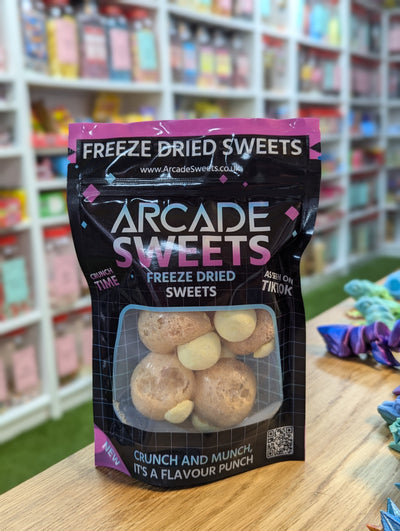 FREEZE DRIED SWEETS
www.ArcadeSweets.co.uk
ARCADE
SWEETS
CRUNCH
TIME
FREEZE DRIED
SWEETS
AS SEEN ON
TIKTOK
NEW
CRUNCH AND MUNCH,
IT'S A FLAVOUR PUNCH